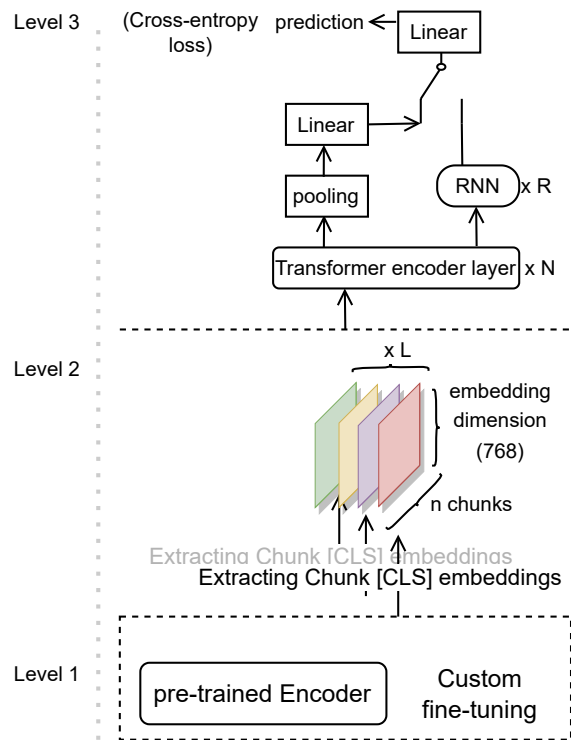 Level 3
(Cross-entropy
loss)
prediction
Linear
Linear
pooling
RNN
x R
Transformer encoder layer
x N
Level 2
x L
embedding
dimension
(768)
n chunks
Extracting Chunk [CLS] embeddings
Extracting Chunk [CLS] embeddings
Level 1
pre-trained Encoder
Custom
fine-tuning